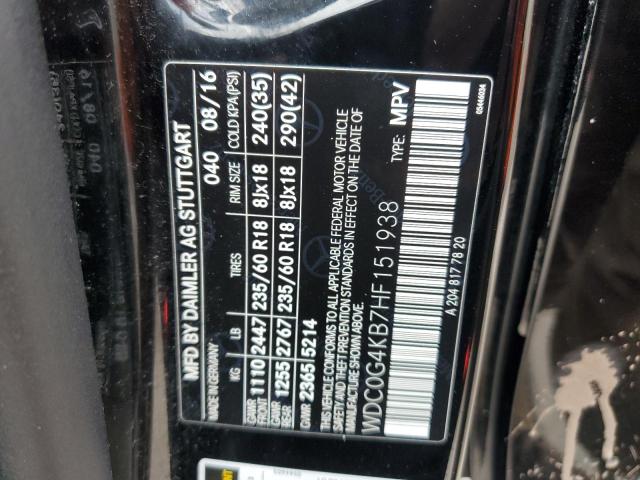 MFD BY DAIMLER AG STUTTGART
MADE IN GERMANY 040 08/16
KG LB TIRES RIM SIZE COLD KPA(PSI)
GAWR FRONT 1110 2447 235/60 R18 8Jx18 240(35)
GAWR REAR 1255 2767 235/60 R18 8Jx18 290(42)
GVWR 2365 5214
THIS VEHICLE CONFORMS TO ALL APPLICABLE FEDERAL MOTOR VEHICLE
SAFETY AND THEFT PREVENTION STANDARDS IN EFFECT ON THE DATE OF
MANUFACTURE SHOWN ABOVE.
WDC0G4KB7HF151938 TYPE: MPV
A 204 817 78 20 05446024